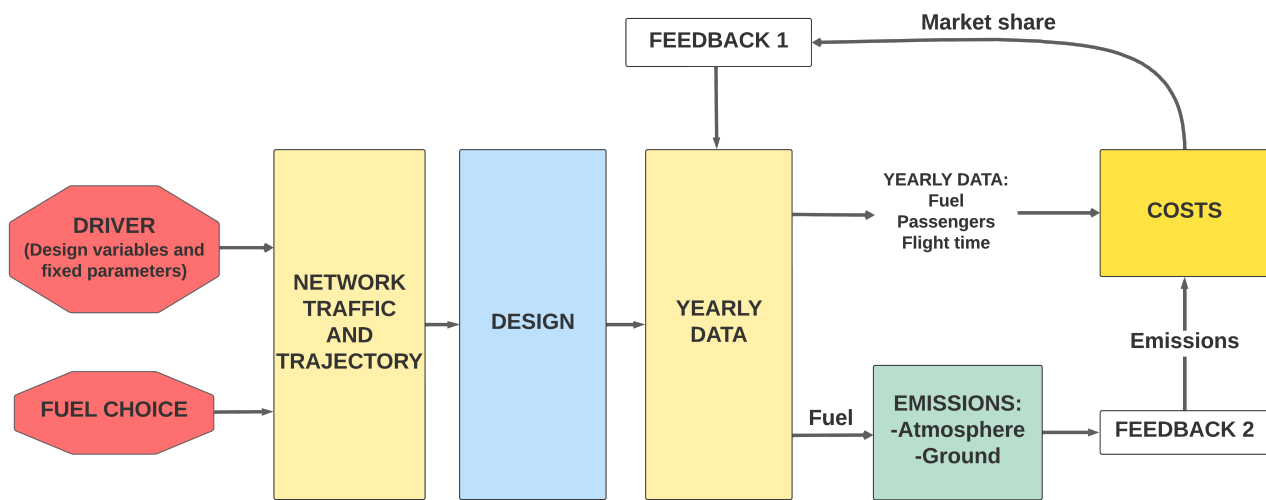 Market share
FEEDBACK 1
DRIVER
(Design variables and
fixed parameters)
FUEL CHOICE
NETWORK
TRAFFIC
AND
TRAJECTORY
DESIGN
YEARLY
DATA
YEARLY DATA:
Fuel
Passengers
Flight time
COSTS
Fuel
EMISSIONS:
-Atmosphere
-Ground
Emissions
FEEDBACK 2